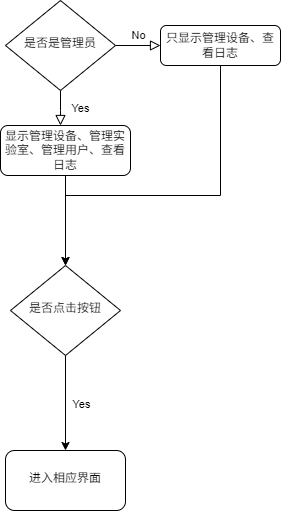 是否是管理员
No
只显示管理设备、查
看日志
Yes
显示管理设备、管理实
验室、管理用户、查看
日志
是否点击按钮
Yes
进入相应界面